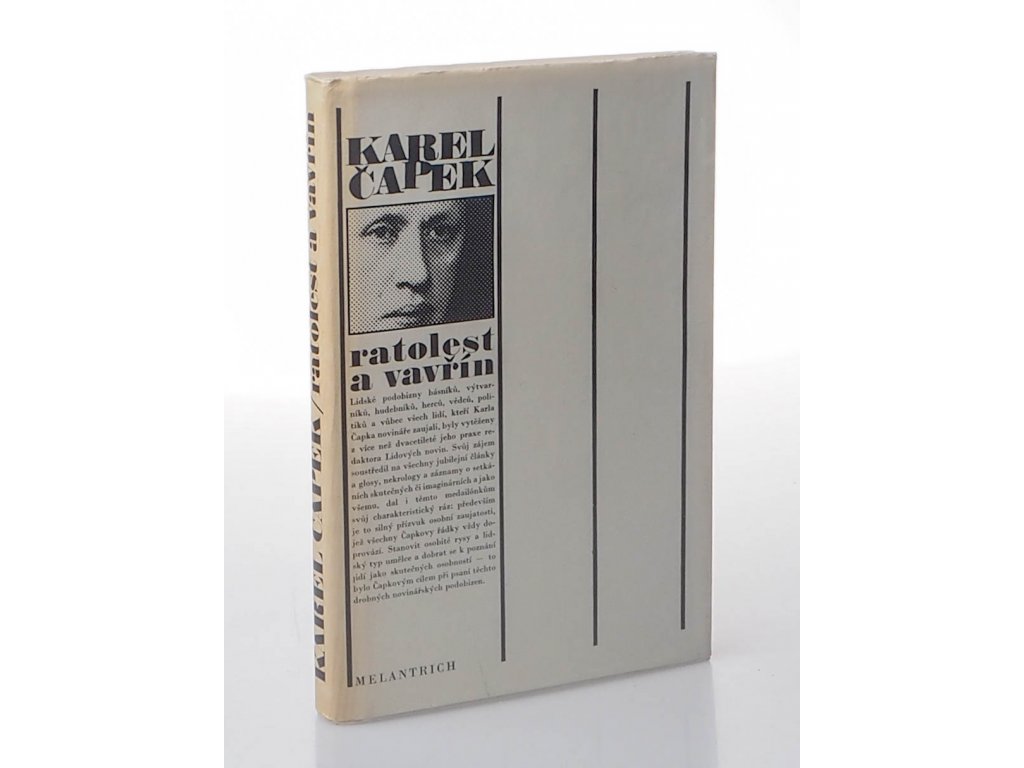 KAREL ČAPEK/ratolest a vavřín
KAREL
ČAPEK
ratolest
a vavřín
Lidské podobizny básníků, výtvar-
níků, hudebníků, herců, vědců, poli-
tiků a vůbec všech lidí, kteří Karla
Čapka novináře zaujali, byly vytěženy
z více než dvacetileté jeho praxe re-
daktora Lidových novin. Svůj zájem
soustředil na všechny jubilejní články
a glosy, nekrology a záznamy o setká-
ních skutečných či imaginárních a jako
všemu, dal i těmto medailónkům
svůj charakteristický ráz: především
je to silný přízvuk osobní zaujatosti,
jež všechny Čapkovy řádky vždy do-
provází. Stanovit osobité rysy a lid-
ský typ umělce a dobrat se k poznání
lidí jako skutečných osobností — to
bylo Čapkovým cílem při psaní těchto
drobných novinářských podobizen.
MELANTRICH